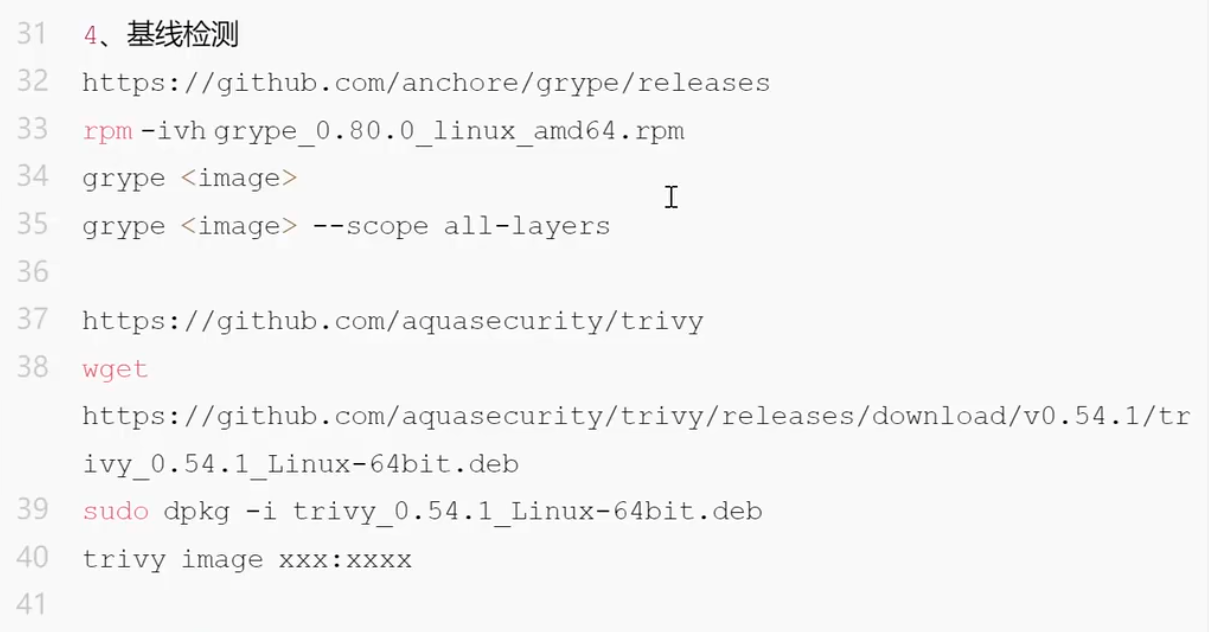 31 4、基线检测
32 https://github.com/anchore/grype/releases
33 rpm -ivh grype_0.80.0_linux_amd64.rpm
34 grype <image>
35 grype <image> --scope all-layers
36
37 https://github.com/aquasecurity/trivy
38 wget
https://github.com/aquasecurity/trivy/releases/download/v0.54.1/tr
ivy_0.54.1_Linux-64bit.deb
39 sudo dpkg -i trivy_0.54.1_Linux-64bit.deb
40 trivy image xxx:xxxx
41